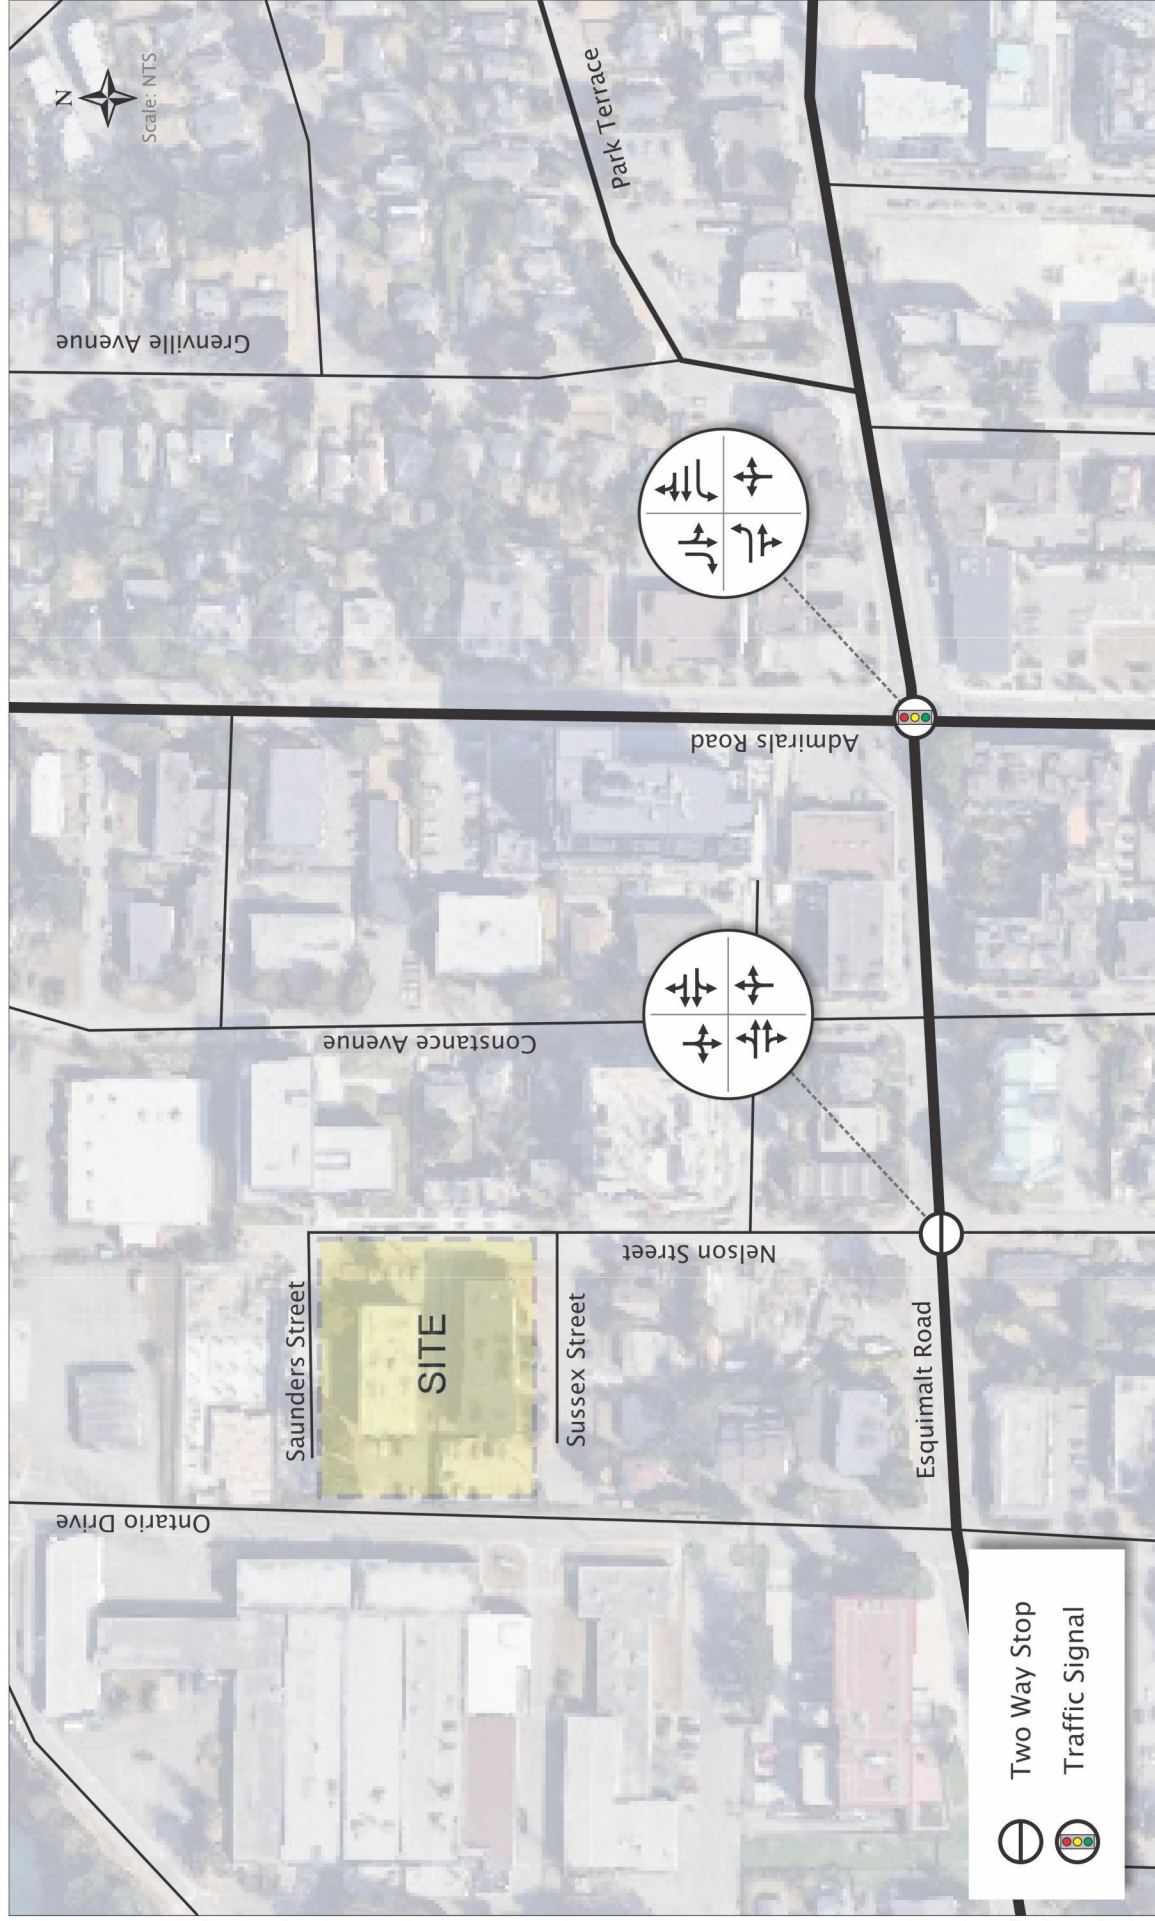 N
Scale: NTS
Park Terrace
Grenville Avenue
Admirals Road
Constance Avenue
Nelson Street
Saunders Street
SITE
Sussex Street
Esquimalt Road
Ontario Drive
Two Way Stop
Traffic Signal